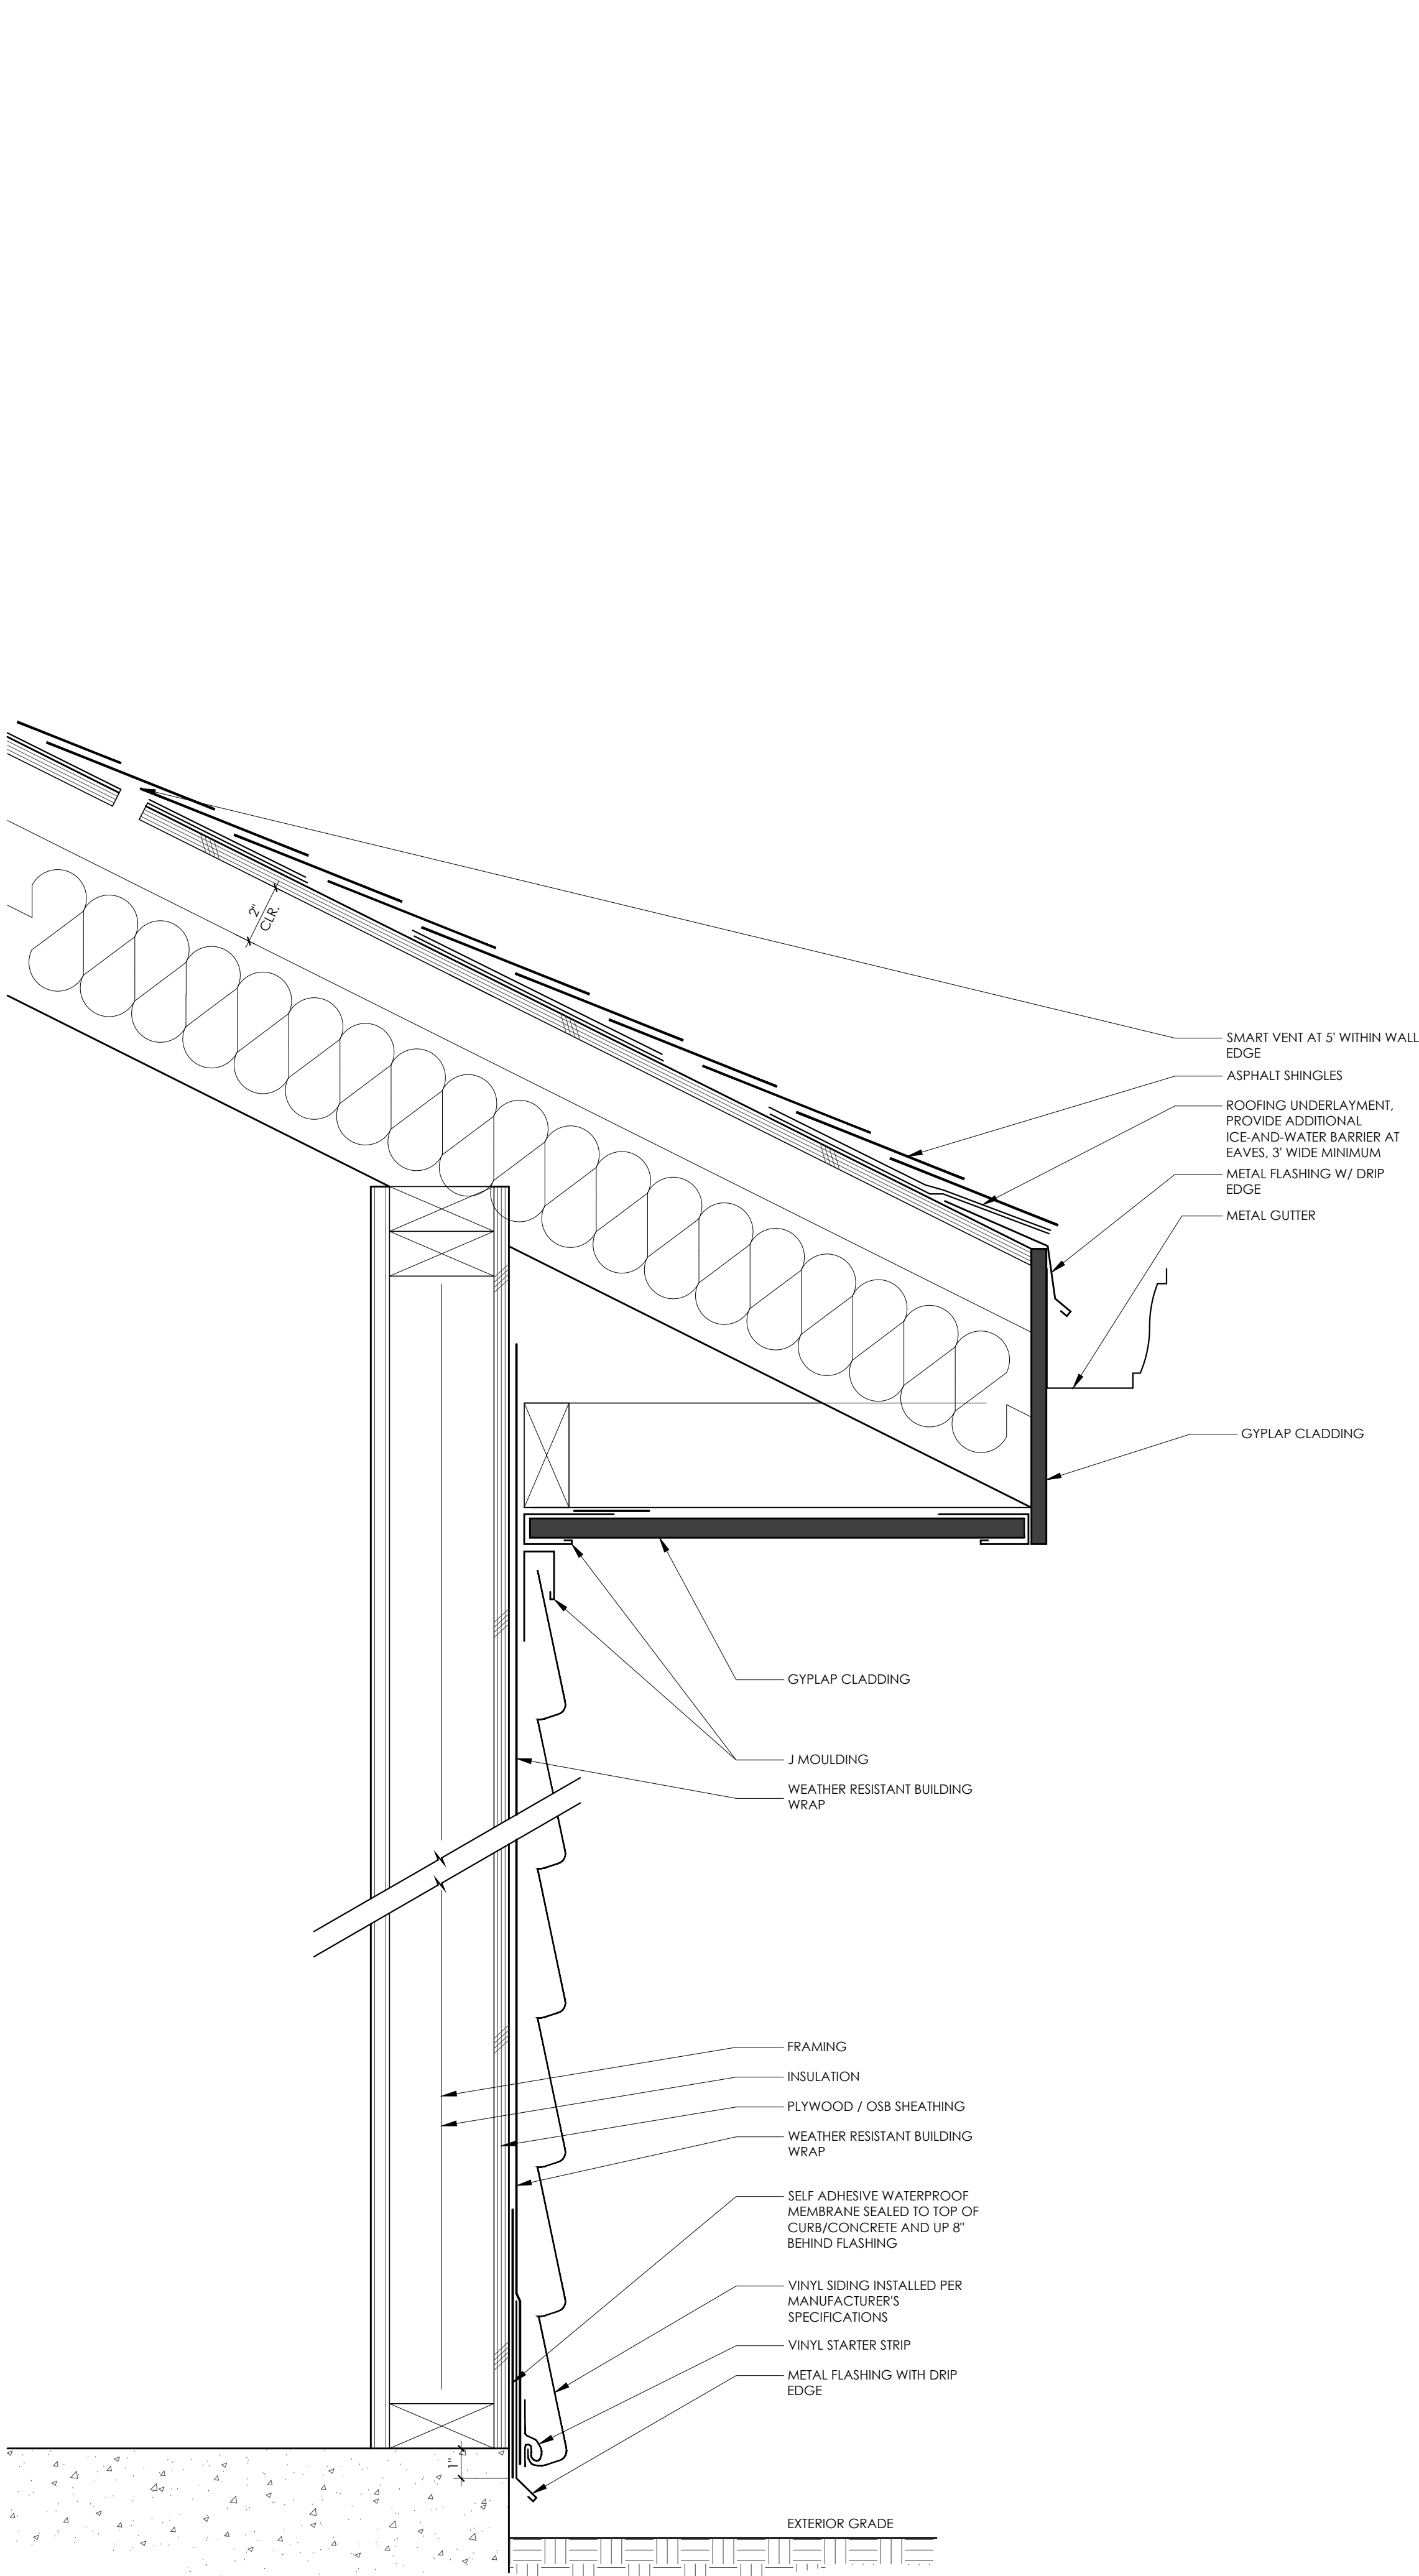 2"
CLR.
SMART VENT AT 5' WITHIN WALL
EDGE
ASPHALT SHINGLES
ROOFING UNDERLAYMENT,
PROVIDE ADDITIONAL
ICE-AND-WATER BARRIER AT
EAVES, 3' WIDE MINIMUM
METAL FLASHING W/ DRIP
EDGE
METAL GUTTER
GYPLAP CLADDING
GYPLAP CLADDING
J MOULDING
WEATHER RESISTANT BUILDING
WRAP
FRAMING
INSULATION
PLYWOOD / OSB SHEATHING
WEATHER RESISTANT BUILDING
WRAP
SELF ADHESIVE WATERPROOF
MEMBRANE SEALED TO TOP OF
CURB/CONCRETE AND UP 8"
BEHIND FLASHING
VINYL SIDING INSTALLED PER
MANUFACTURER'S
SPECIFICATIONS
VINYL STARTER STRIP
METAL FLASHING WITH DRIP
EDGE
1"
EXTERIOR GRADE